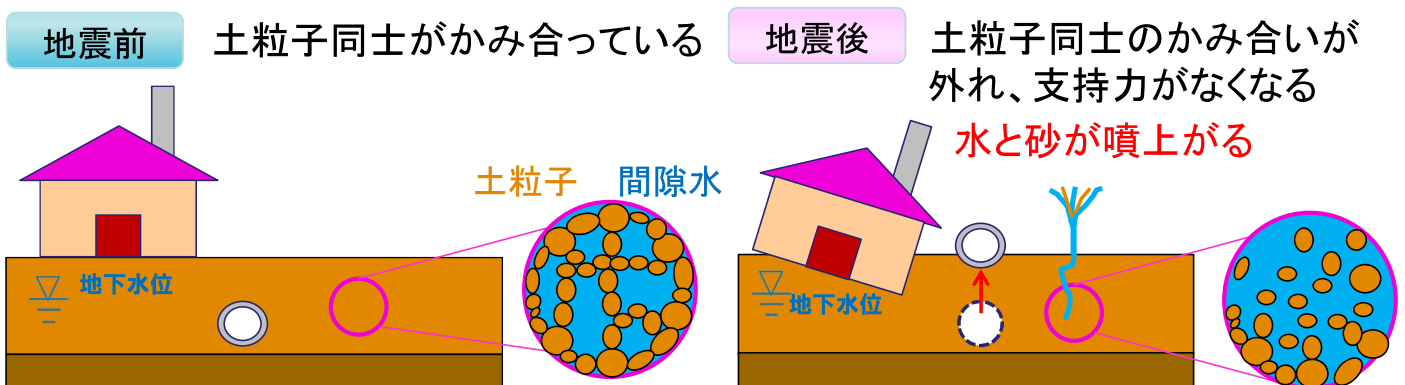 地震前
土粒子同士がかみ合っている
土粒子
間隙水
地下水位
地震後
土粒子同士のかみ合いが
外れ、支持力がなくなる
水と砂が噴上がる
地下水位